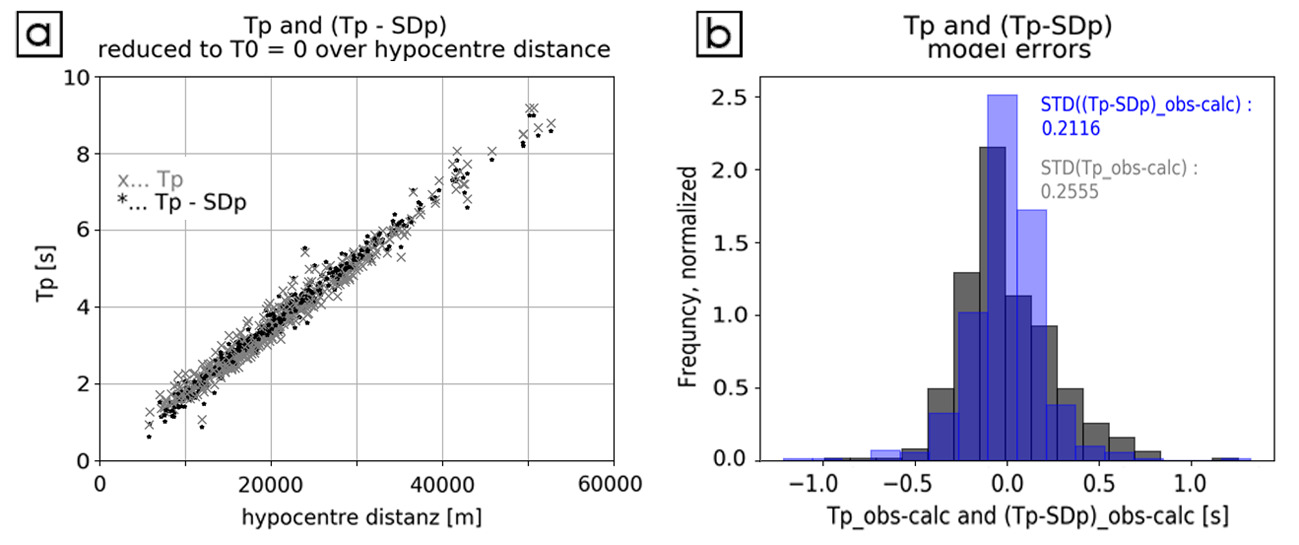 a
Tp and (Tp - SDp)
reduced to T0 = 0 over hypocentre distance
10
8
6
4
2
0
Tp [s]
x... Tp
*... Tp - SDp
0 20000 40000 60000
hypocentre distanz [m]
b
Tp and (Tp-SDp)
model errors
2.5
2.0
1.5
1.0
0.5
0.0
Frequncy, normalized
STD((Tp-SDp)_obs-calc) :
0.2116
STD(Tp_obs-calc) :
0.2555
−1.0 −0.5 0.0 0.5 1.0
Tp_obs-calc and (Tp-SDp)_obs-calc [s]